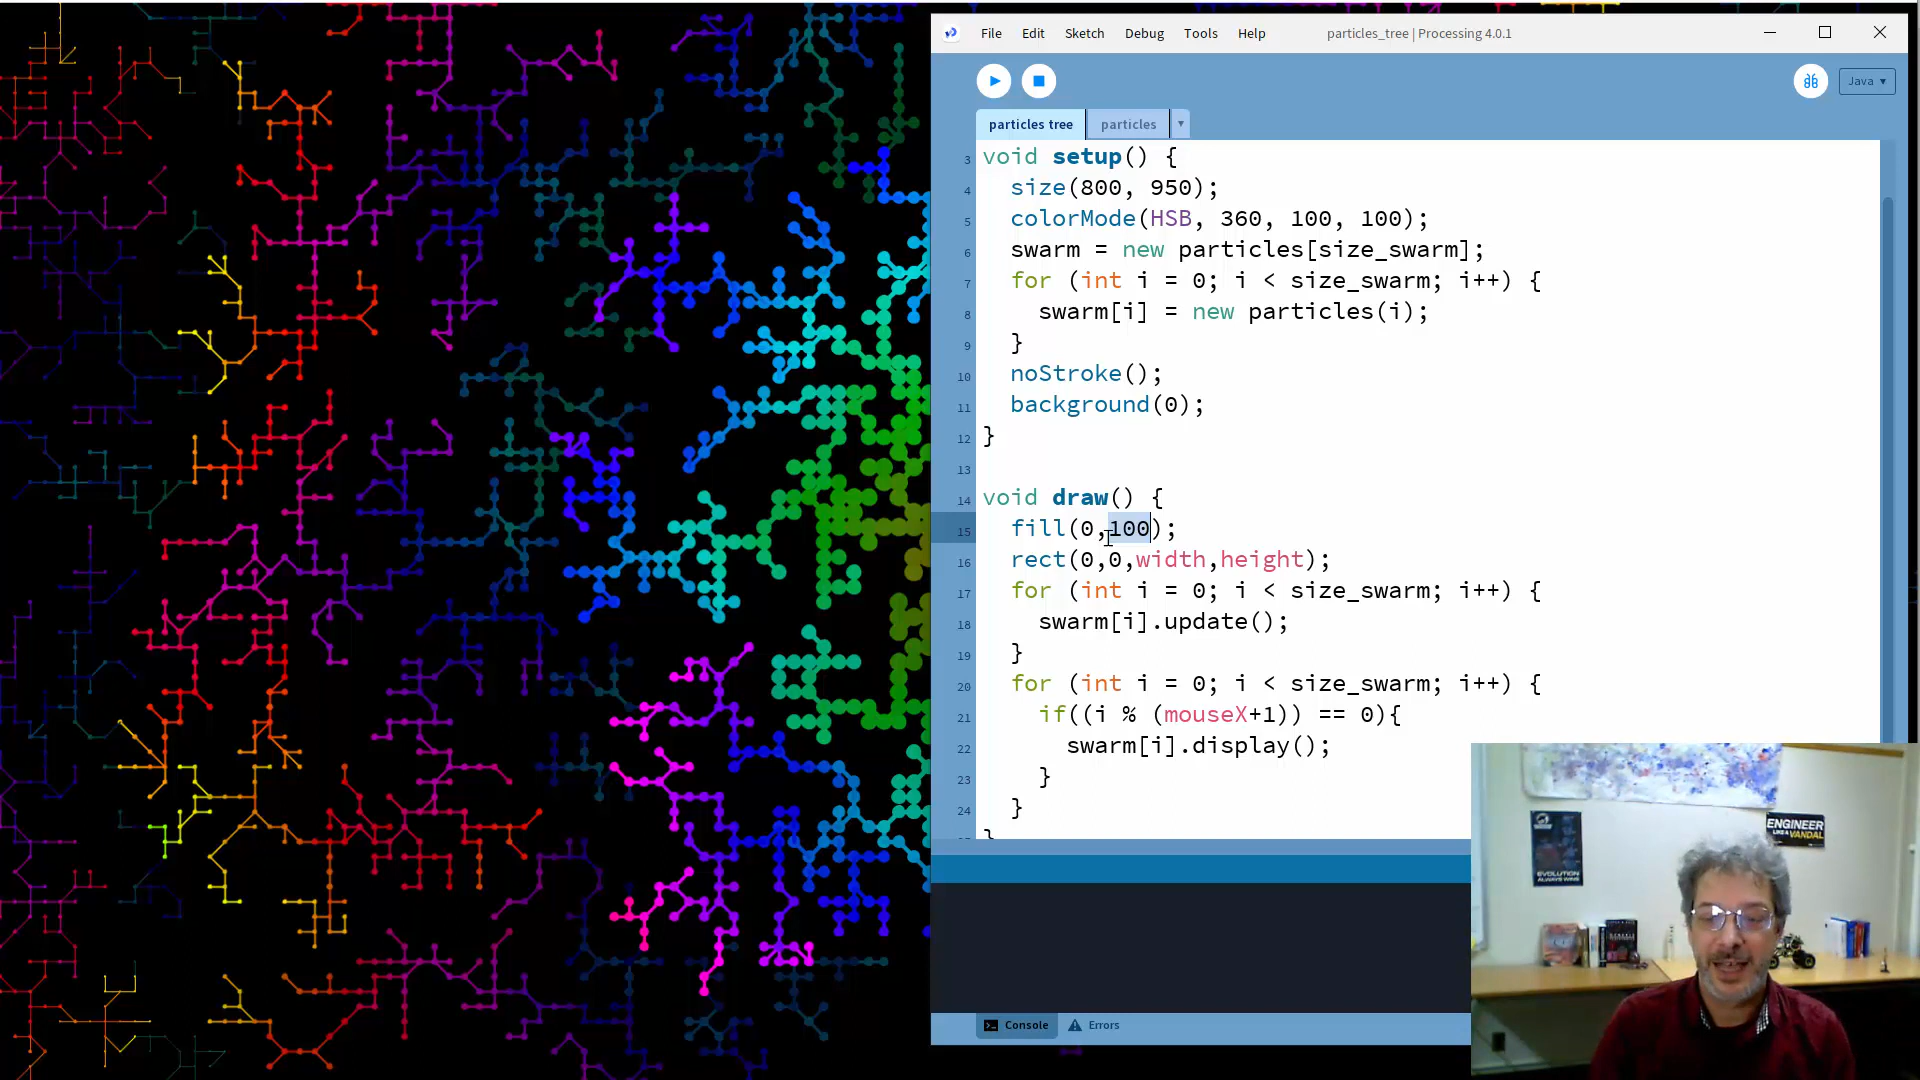 File Edit Sketch Debug Tools Help particles_tree | Processing 4.0.1
Java ▾
particles tree particles ▾
3 void setup() {
4 size(800, 950);
5 colorMode(HSB, 360, 100, 100);
6 swarm = new particles[size_swarm];
7 for (int i = 0; i < size_swarm; i++) {
8 swarm[i] = new particles(i);
9 }
10 noStroke();
11 background(0);
12 }
13
14 void draw() {
15 fill(0,100);
16 rect(0,0,width,height);
17 for (int i = 0; i < size_swarm; i++) {
18 swarm[i].update();
19 }
20 for (int i = 0; i < size_swarm; i++) {
21 if((i % (mouseX+1)) == 0){
22 swarm[i].display();
23 }
24 }
}
ENGINEER
LIKE A VANDAL
EVOLUTION
ALWAYS WINS
Console Errors